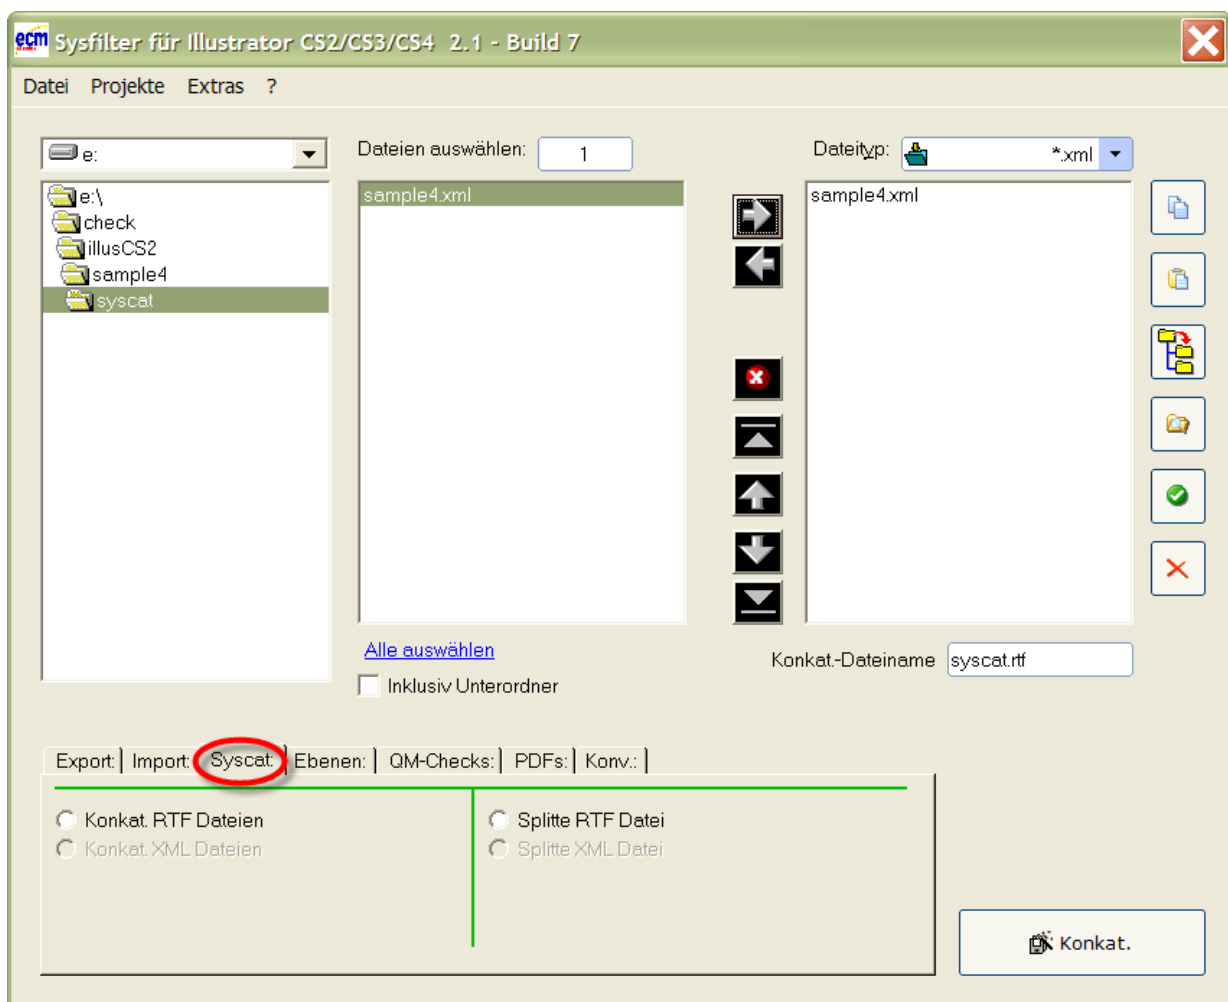 ecm Sysfilter für Illustrator CS2/CS3/CS4 2.1 - Build 7
Datei Projekte Extras ?
e:
Dateien auswählen: 1
Dateityp: *.xml
e:\
check
illusCS2
sample4
syscat
sample4.xml
sample4.xml
Alle auswählen
Inklusiv Unterordner
Konkat.-Dateiname syscat.rtf
Export: Import: Syscat: Ebenen: QM-Checks: PDFs: Konv.:
Konkat. RTF Dateien
Konkat. XML Dateien
Splitte RTF Datei
Splitte XML Datei
Konkat.